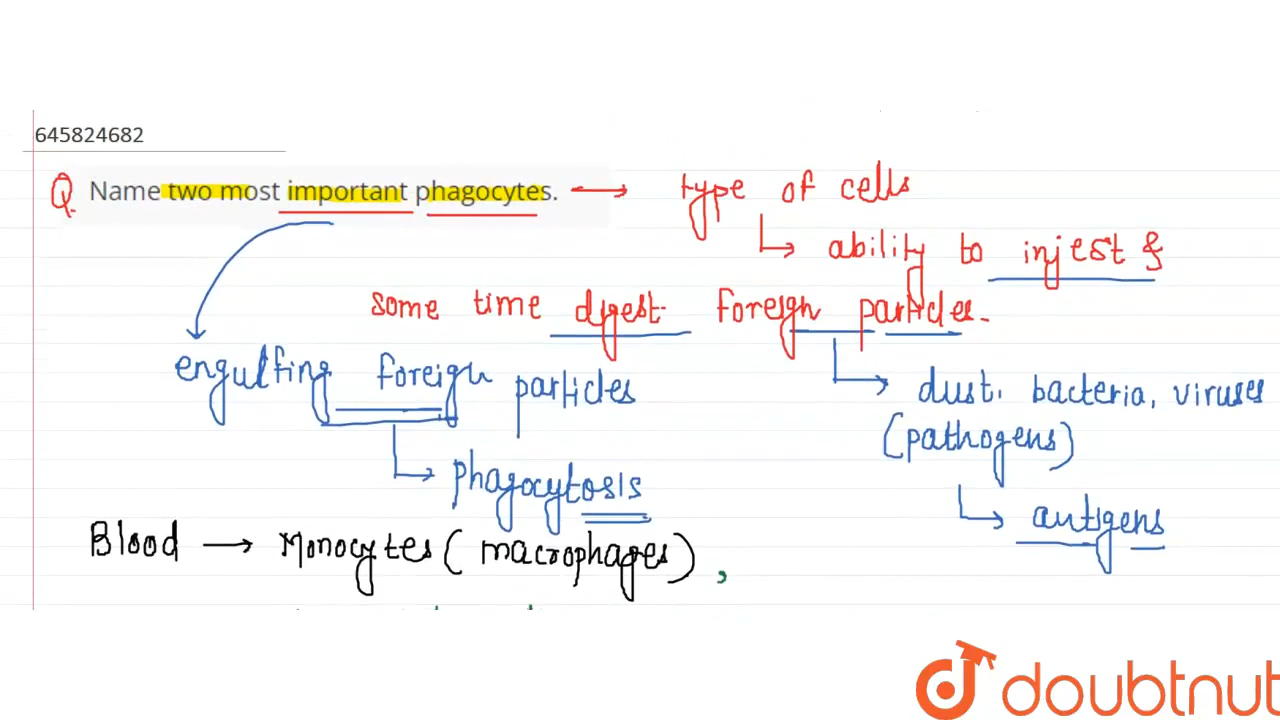 645824682
Q. Name two most important phagocytes. → type of cells
↳ ability to injest &
some time digest foreign particles.
engulfing foreign particles
↳ dust, bacteria, viruses
(pathogens)
↳ phagocytosis
↳ antigens
Blood → Monocytes (macrophages) ,
doubtnut